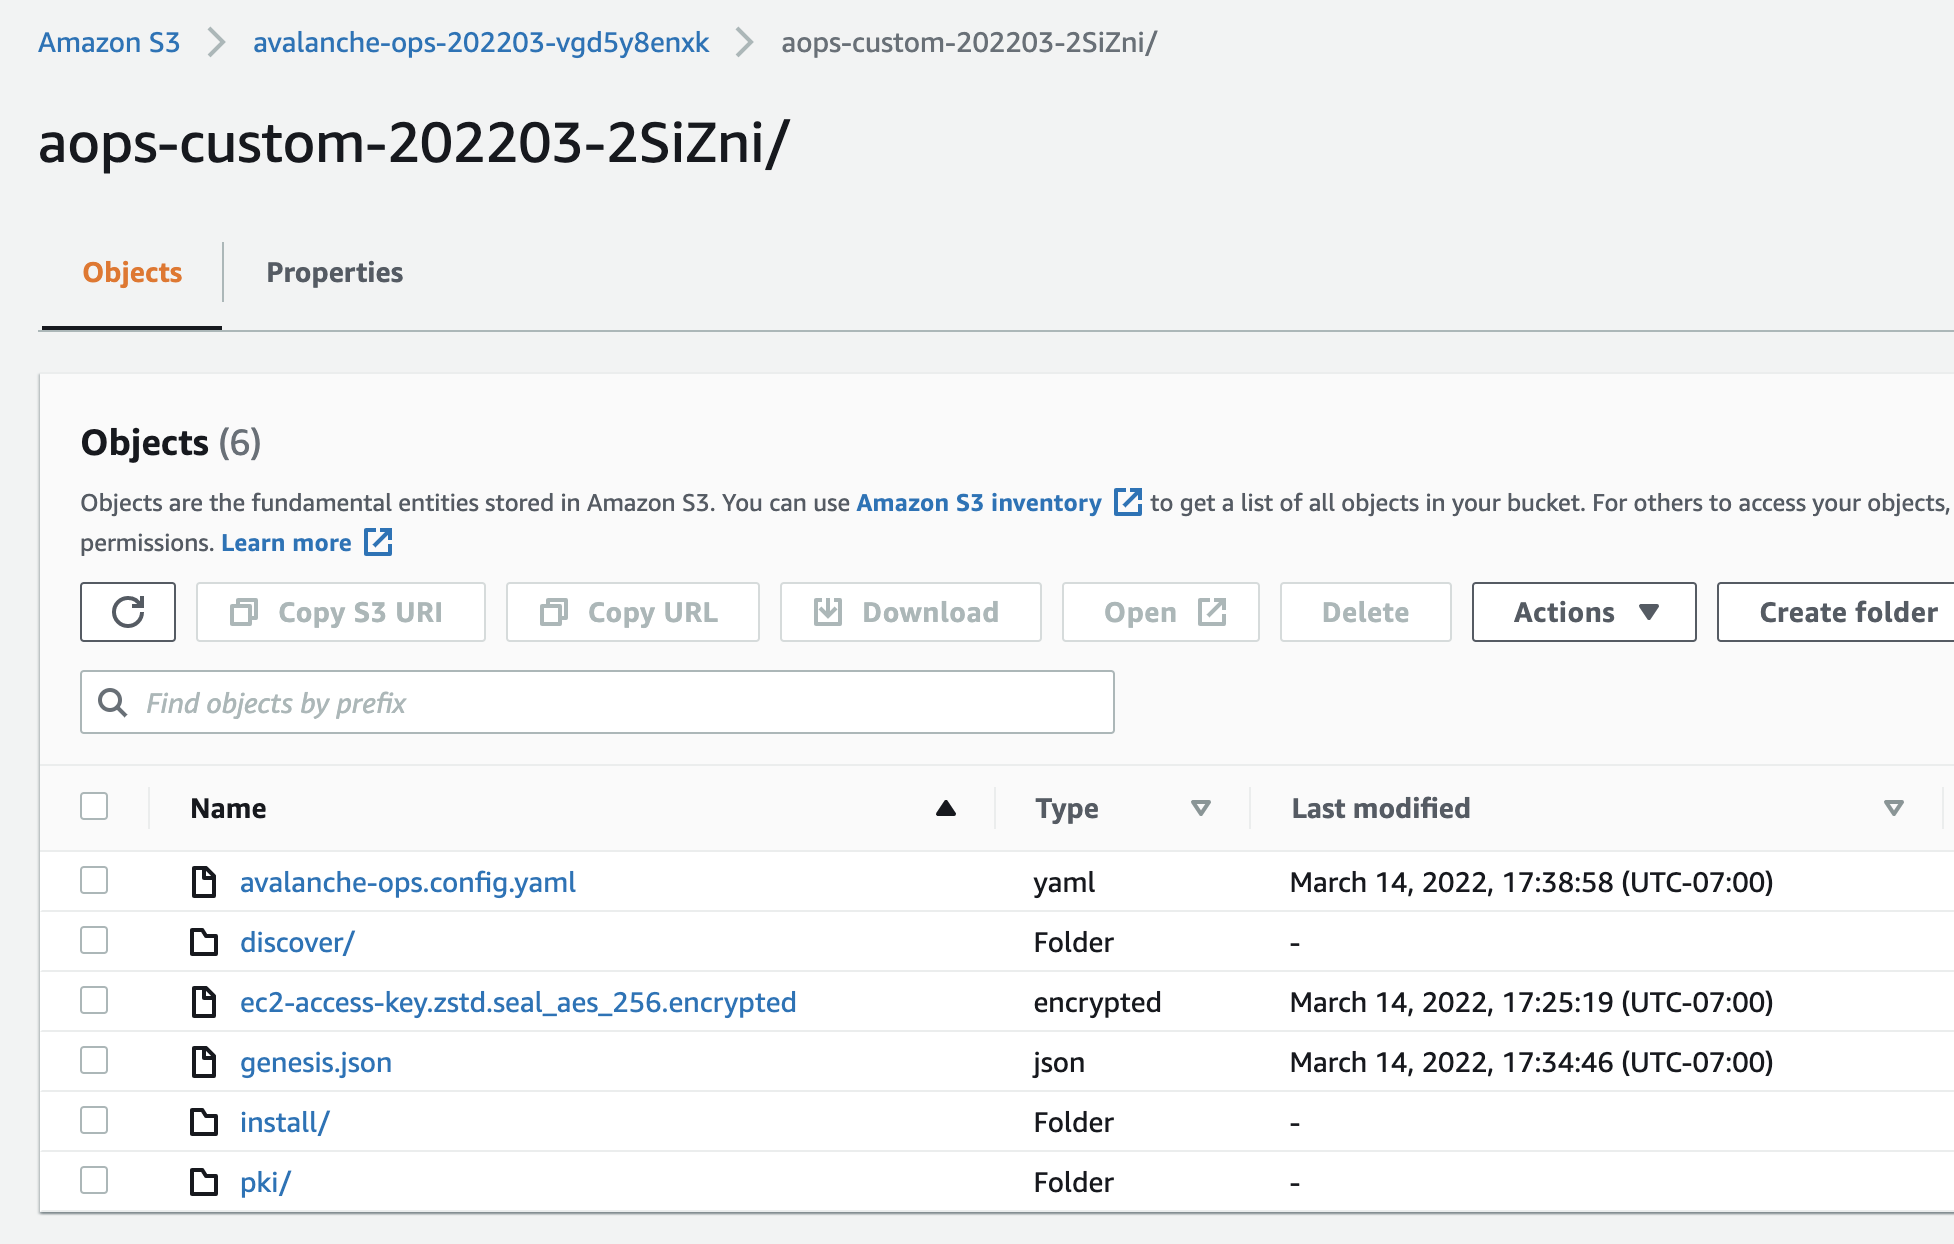 Amazon S3 > avalanche-ops-202203-vgd5y8enxk > aops-custom-202203-2SiZni/
aops-custom-202203-2SiZni/
Objects Properties
Objects (6)
Objects are the fundamental entities stored in Amazon S3. You can use Amazon S3 inventory to get a list of all objects in your bucket. For others to access your objects,
permissions. Learn more
Copy S3 URI Copy URL Download Open Delete Actions Create folder
Find objects by prefix
Name Type Last modified
avalanche-ops.config.yaml yaml March 14, 2022, 17:38:58 (UTC-07:00)
discover/ Folder -
ec2-access-key.zstd.seal_aes_256.encrypted encrypted March 14, 2022, 17:25:19 (UTC-07:00)
genesis.json json March 14, 2022, 17:34:46 (UTC-07:00)
install/ Folder -
pki/ Folder -